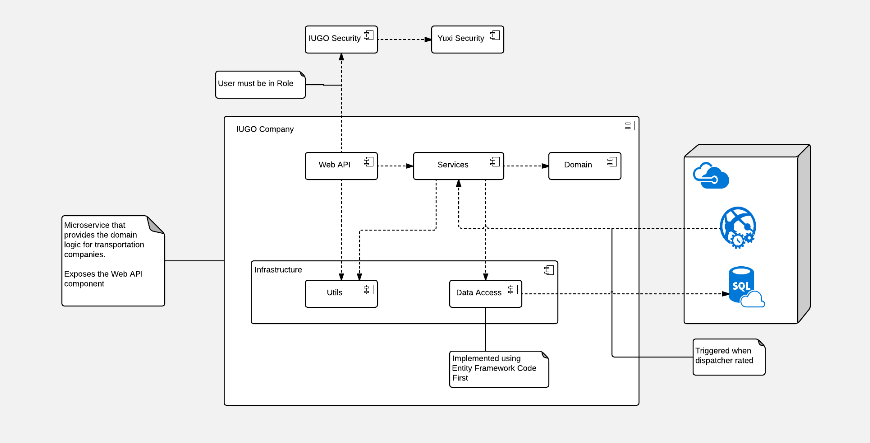 IUGO Security
Yuxi Security
User must be in Role
IUGO Company
Web API
Services
Domain
Microservice that
provides the domain
logic for transportation
companies.
Exposes the Web API
component
Infrastructure
Utils
Data Access
SQL
Implemented using
Entity Framework Code
First
Triggered when
dispatcher rated